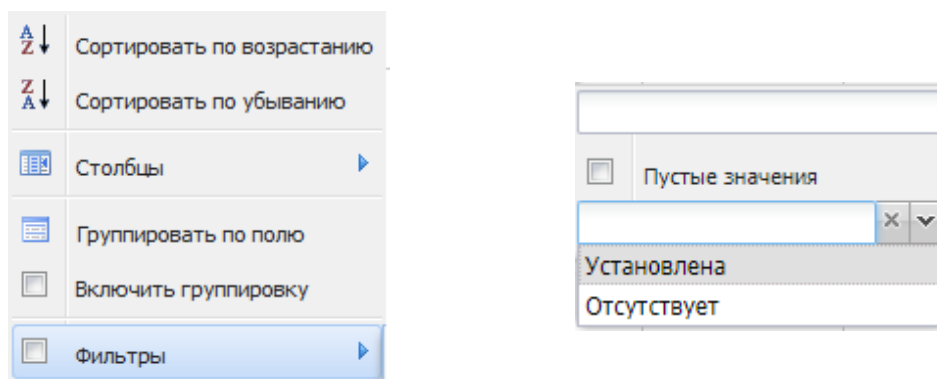 Сортировать по возрастанию
Сортировать по убыванию
Столбцы
Группировать по полю
Включить группировку
Фильтры
Пустые значения
Установлена
Отсутствует